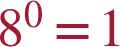 8⁰ = 1